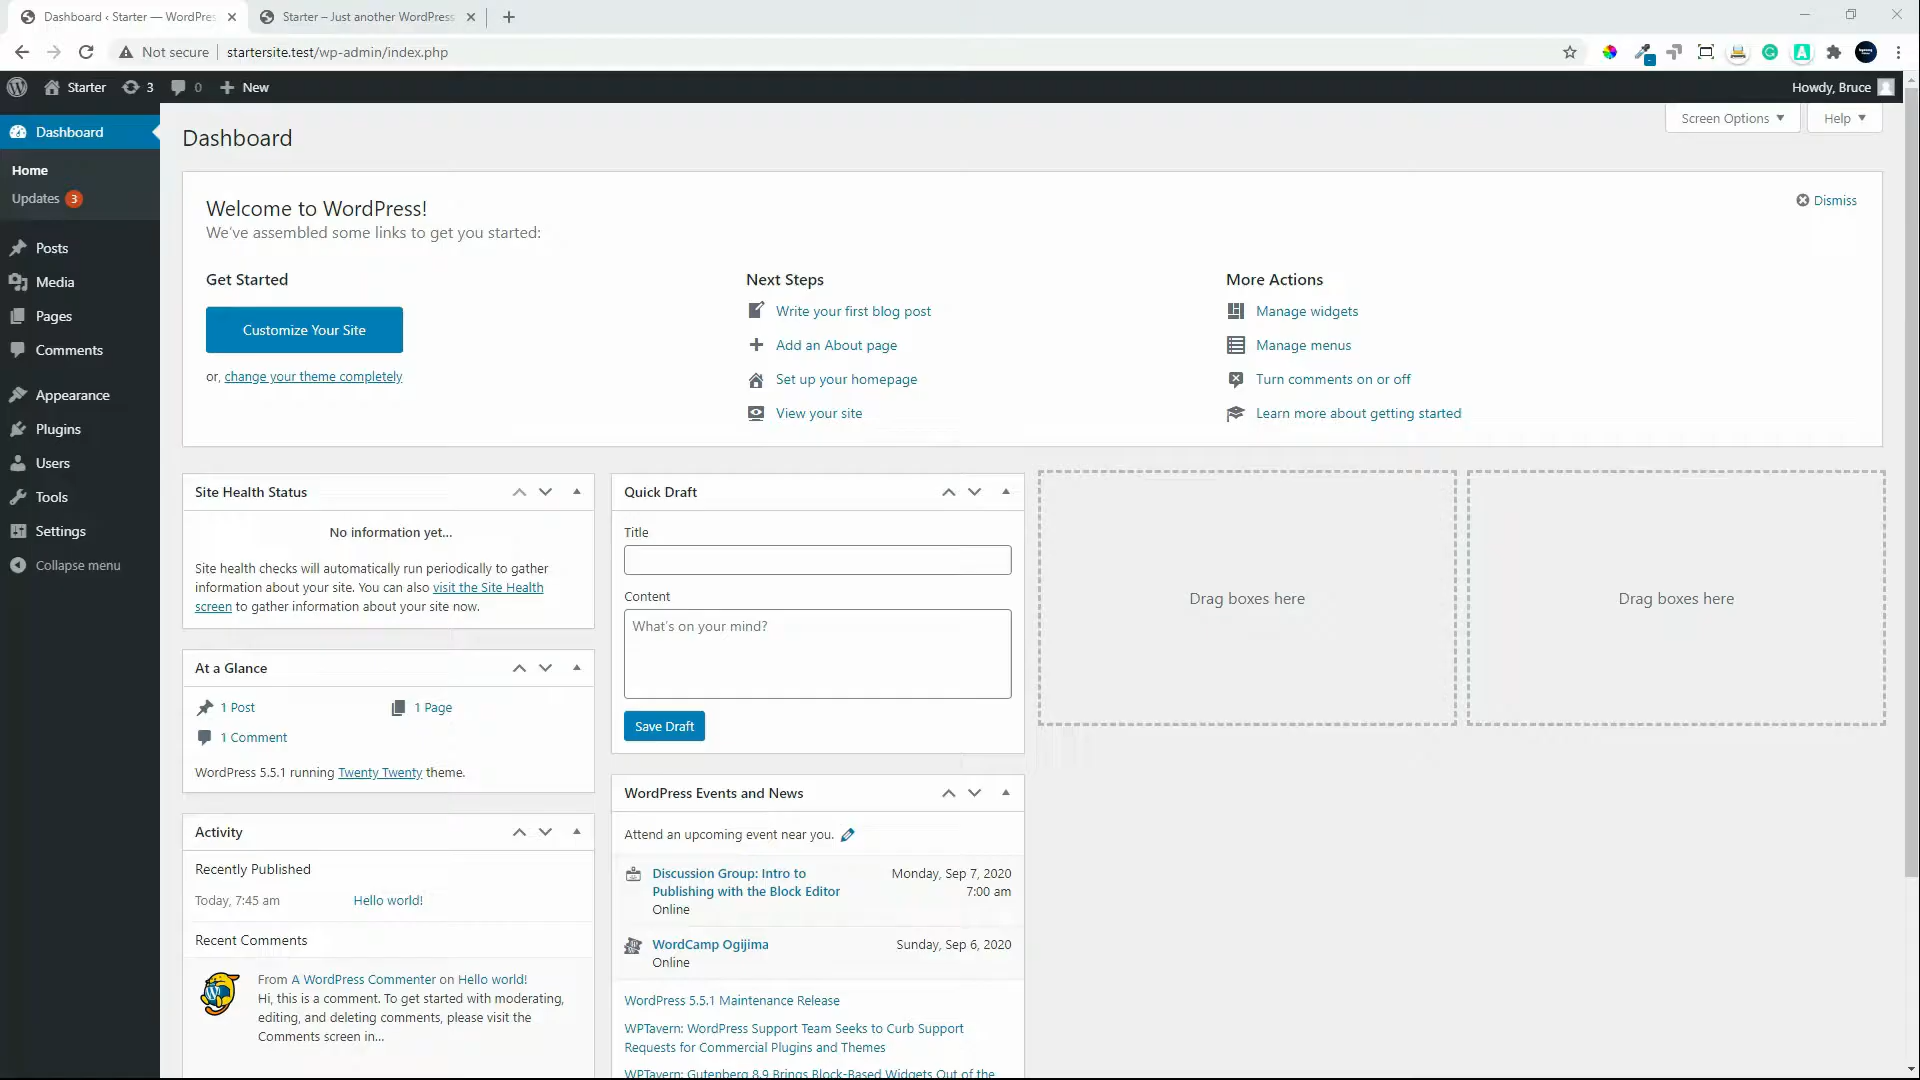 Dashboard ‹ Starter — WordPres
Starter – Just another WordPress
Not secure
startersite.test/wp-admin/index.php
Starter
3
0
New
Howdy, Bruce
Dashboard
Home
Updates 3
Posts
Media
Pages
Comments
Appearance
Plugins
Users
Tools
Settings
Collapse menu
Dashboard
Screen Options
Help
Welcome to WordPress!
We've assembled some links to get you started:
Dismiss
Get Started
Customize Your Site
or, change your theme completely
Next Steps
Write your first blog post
Add an About page
Set up your homepage
View your site
More Actions
Manage widgets
Manage menus
Turn comments on or off
Learn more about getting started
Site Health Status
No information yet...
Site health checks will automatically run periodically to gather
information about your site. You can also visit the Site Health
screen to gather information about your site now.
At a Glance
1 Post
1 Page
1 Comment
WordPress 5.5.1 running Twenty Twenty theme.
Activity
Recently Published
Today, 7:45 am
Hello world!
Recent Comments
From A WordPress Commenter on Hello world!
Hi, this is a comment. To get started with moderating,
editing, and deleting comments, please visit the
Comments screen in...
Quick Draft
Title
Content
What's on your mind?
Save Draft
WordPress Events and News
Attend an upcoming event near you.
Discussion Group: Intro to
Publishing with the Block Editor
Online
Monday, Sep 7, 2020
7:00 am
WordCamp Ogijima
Online
Sunday, Sep 6, 2020
WordPress 5.5.1 Maintenance Release
WPTavern: WordPress Support Team Seeks to Curb Support
Requests for Commercial Plugins and Themes
WPTavern: Gutenberg 8.9 Brings Block-Based Widgets Out of the
Drag boxes here
Drag boxes here